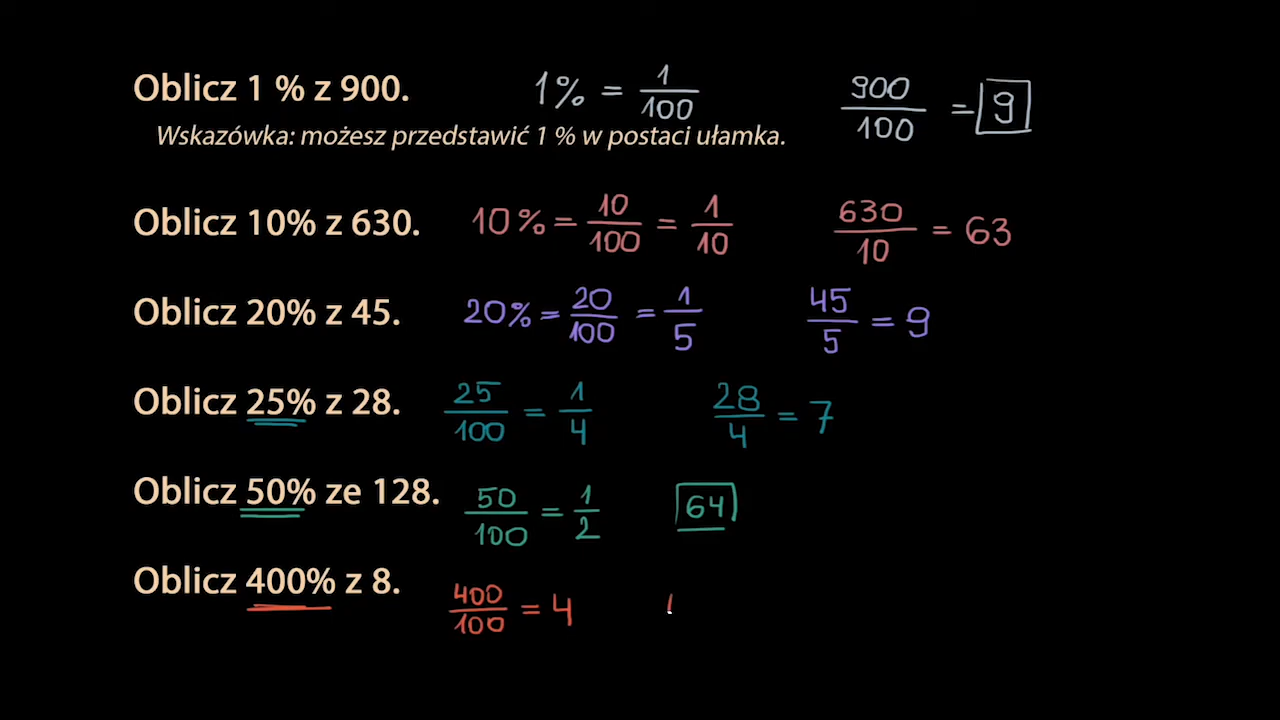 Oblicz 1 % z 900. 1% = 1/100 900/100 = 9
Wskazówka: możesz przedstawić 1 % w postaci ułamka.
Oblicz 10% z 630. 10% = 10/100 = 1/10 630/10 = 63
Oblicz 20% z 45. 20% = 20/100 = 1/5 45/5 = 9
Oblicz 25% z 28. 25/100 = 1/4 28/4 = 7
Oblicz 50% ze 128. 50/100 = 1/2 64
Oblicz 400% z 8. 400/100 = 4